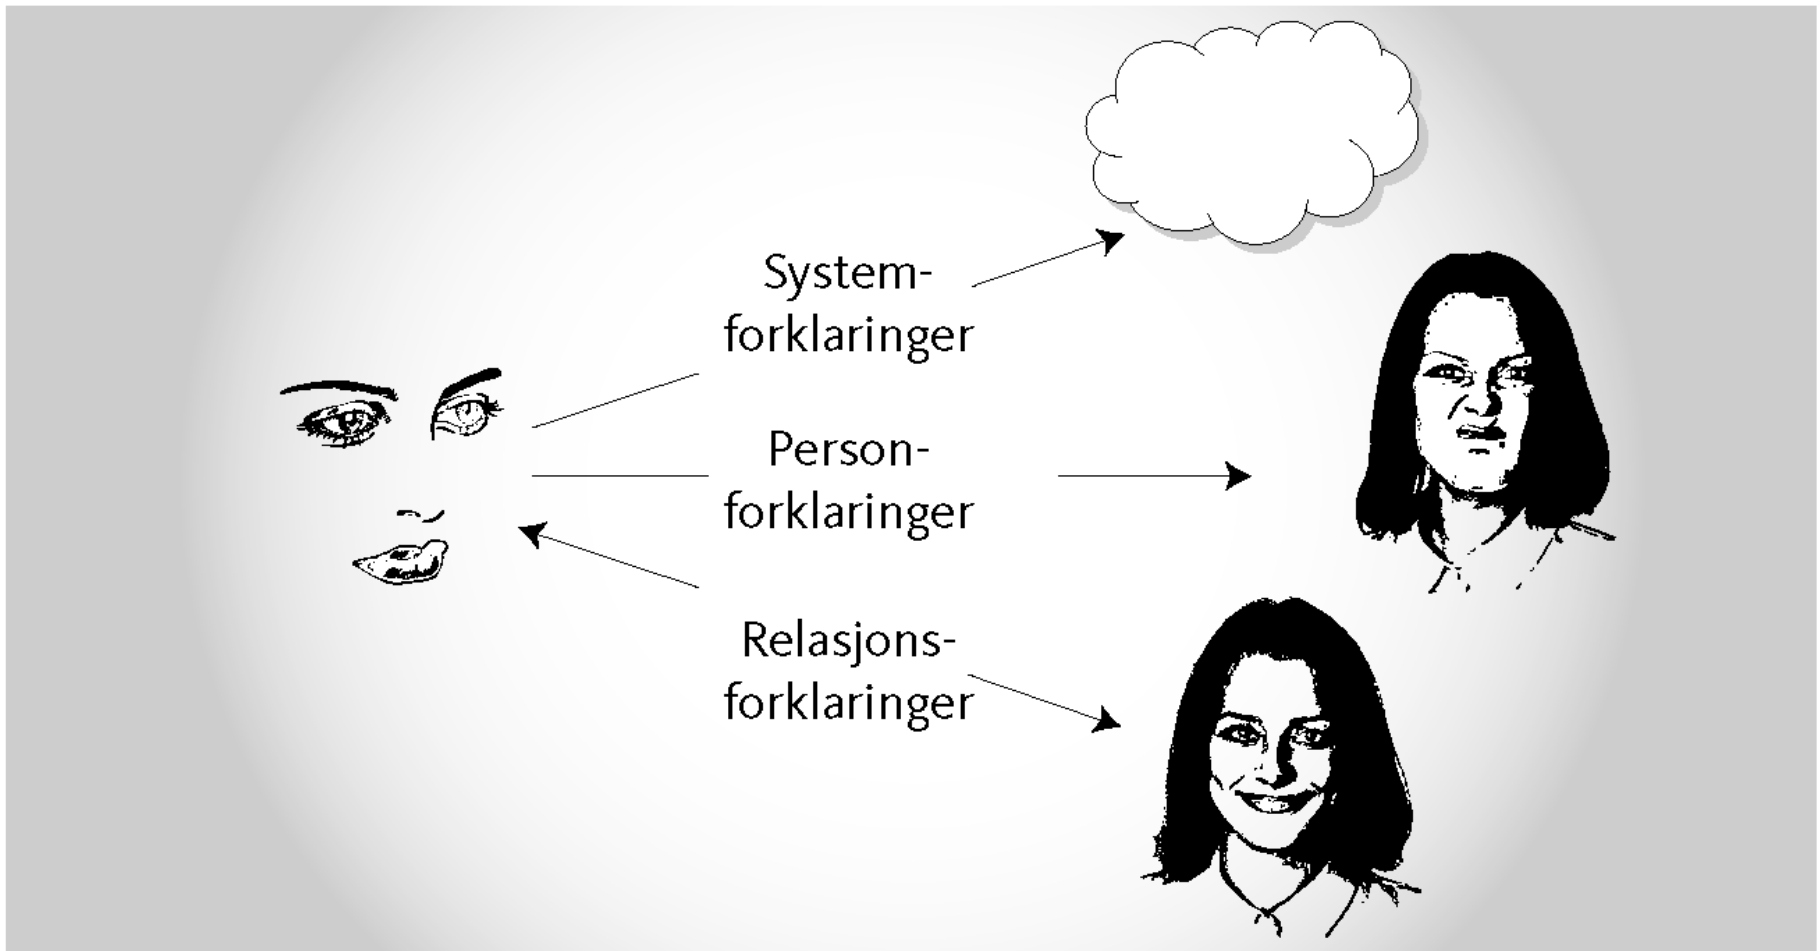 System-
forklaringer
Person-
forklaringer
Relasjons-
forklaringer